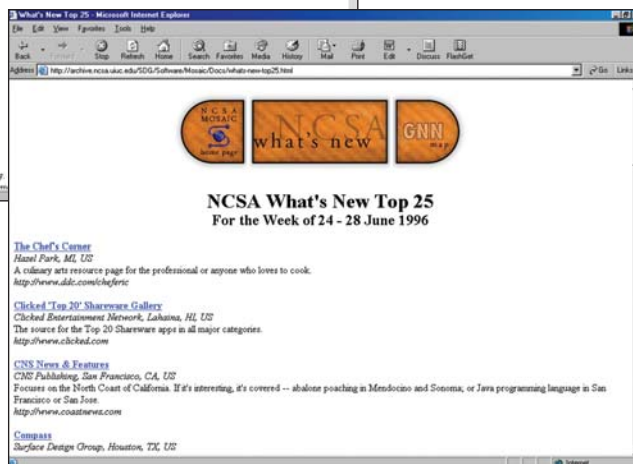 What's New Top 25 - Microsoft Internet Explorer
File Edit View Favorites Tools Help
Back Forward Stop Refresh Home Search Favorites Media History Mail Print Edit Discuss FlashGet
Address http://archive.ncsa.uiuc.edu/SDG/Software/Mosaic/Docs/whats-new-top25.html Go Links
NCSA MOSAIC home page
NCSA what's new
GNN map
NCSA What's New Top 25
For the Week of 24 - 28 June 1996
The Chef's Corner
Hazel Park, MI, US
A culinary arts resource page for the professional or anyone who loves to cook.
http://www.ddc.com/cheferic
Clicked 'Top 20' Shareware Gallery
Clicked Entertainment Network, Lahaina, HI, US
The source for the Top 20 Shareware apps in all major categories.
http://www.clicked.com
CNS News & Features
CNS Publishing, San Francisco, CA, US
Focuses on the North Coast of California. If it's interesting, it's covered -- abalone poaching in Mendocino and Sonoma; or Java programming language in San
Francisco or San Jose.
http://www.coastnews.com
Compass
Surface Design Group, Houston, TX, US
Internet